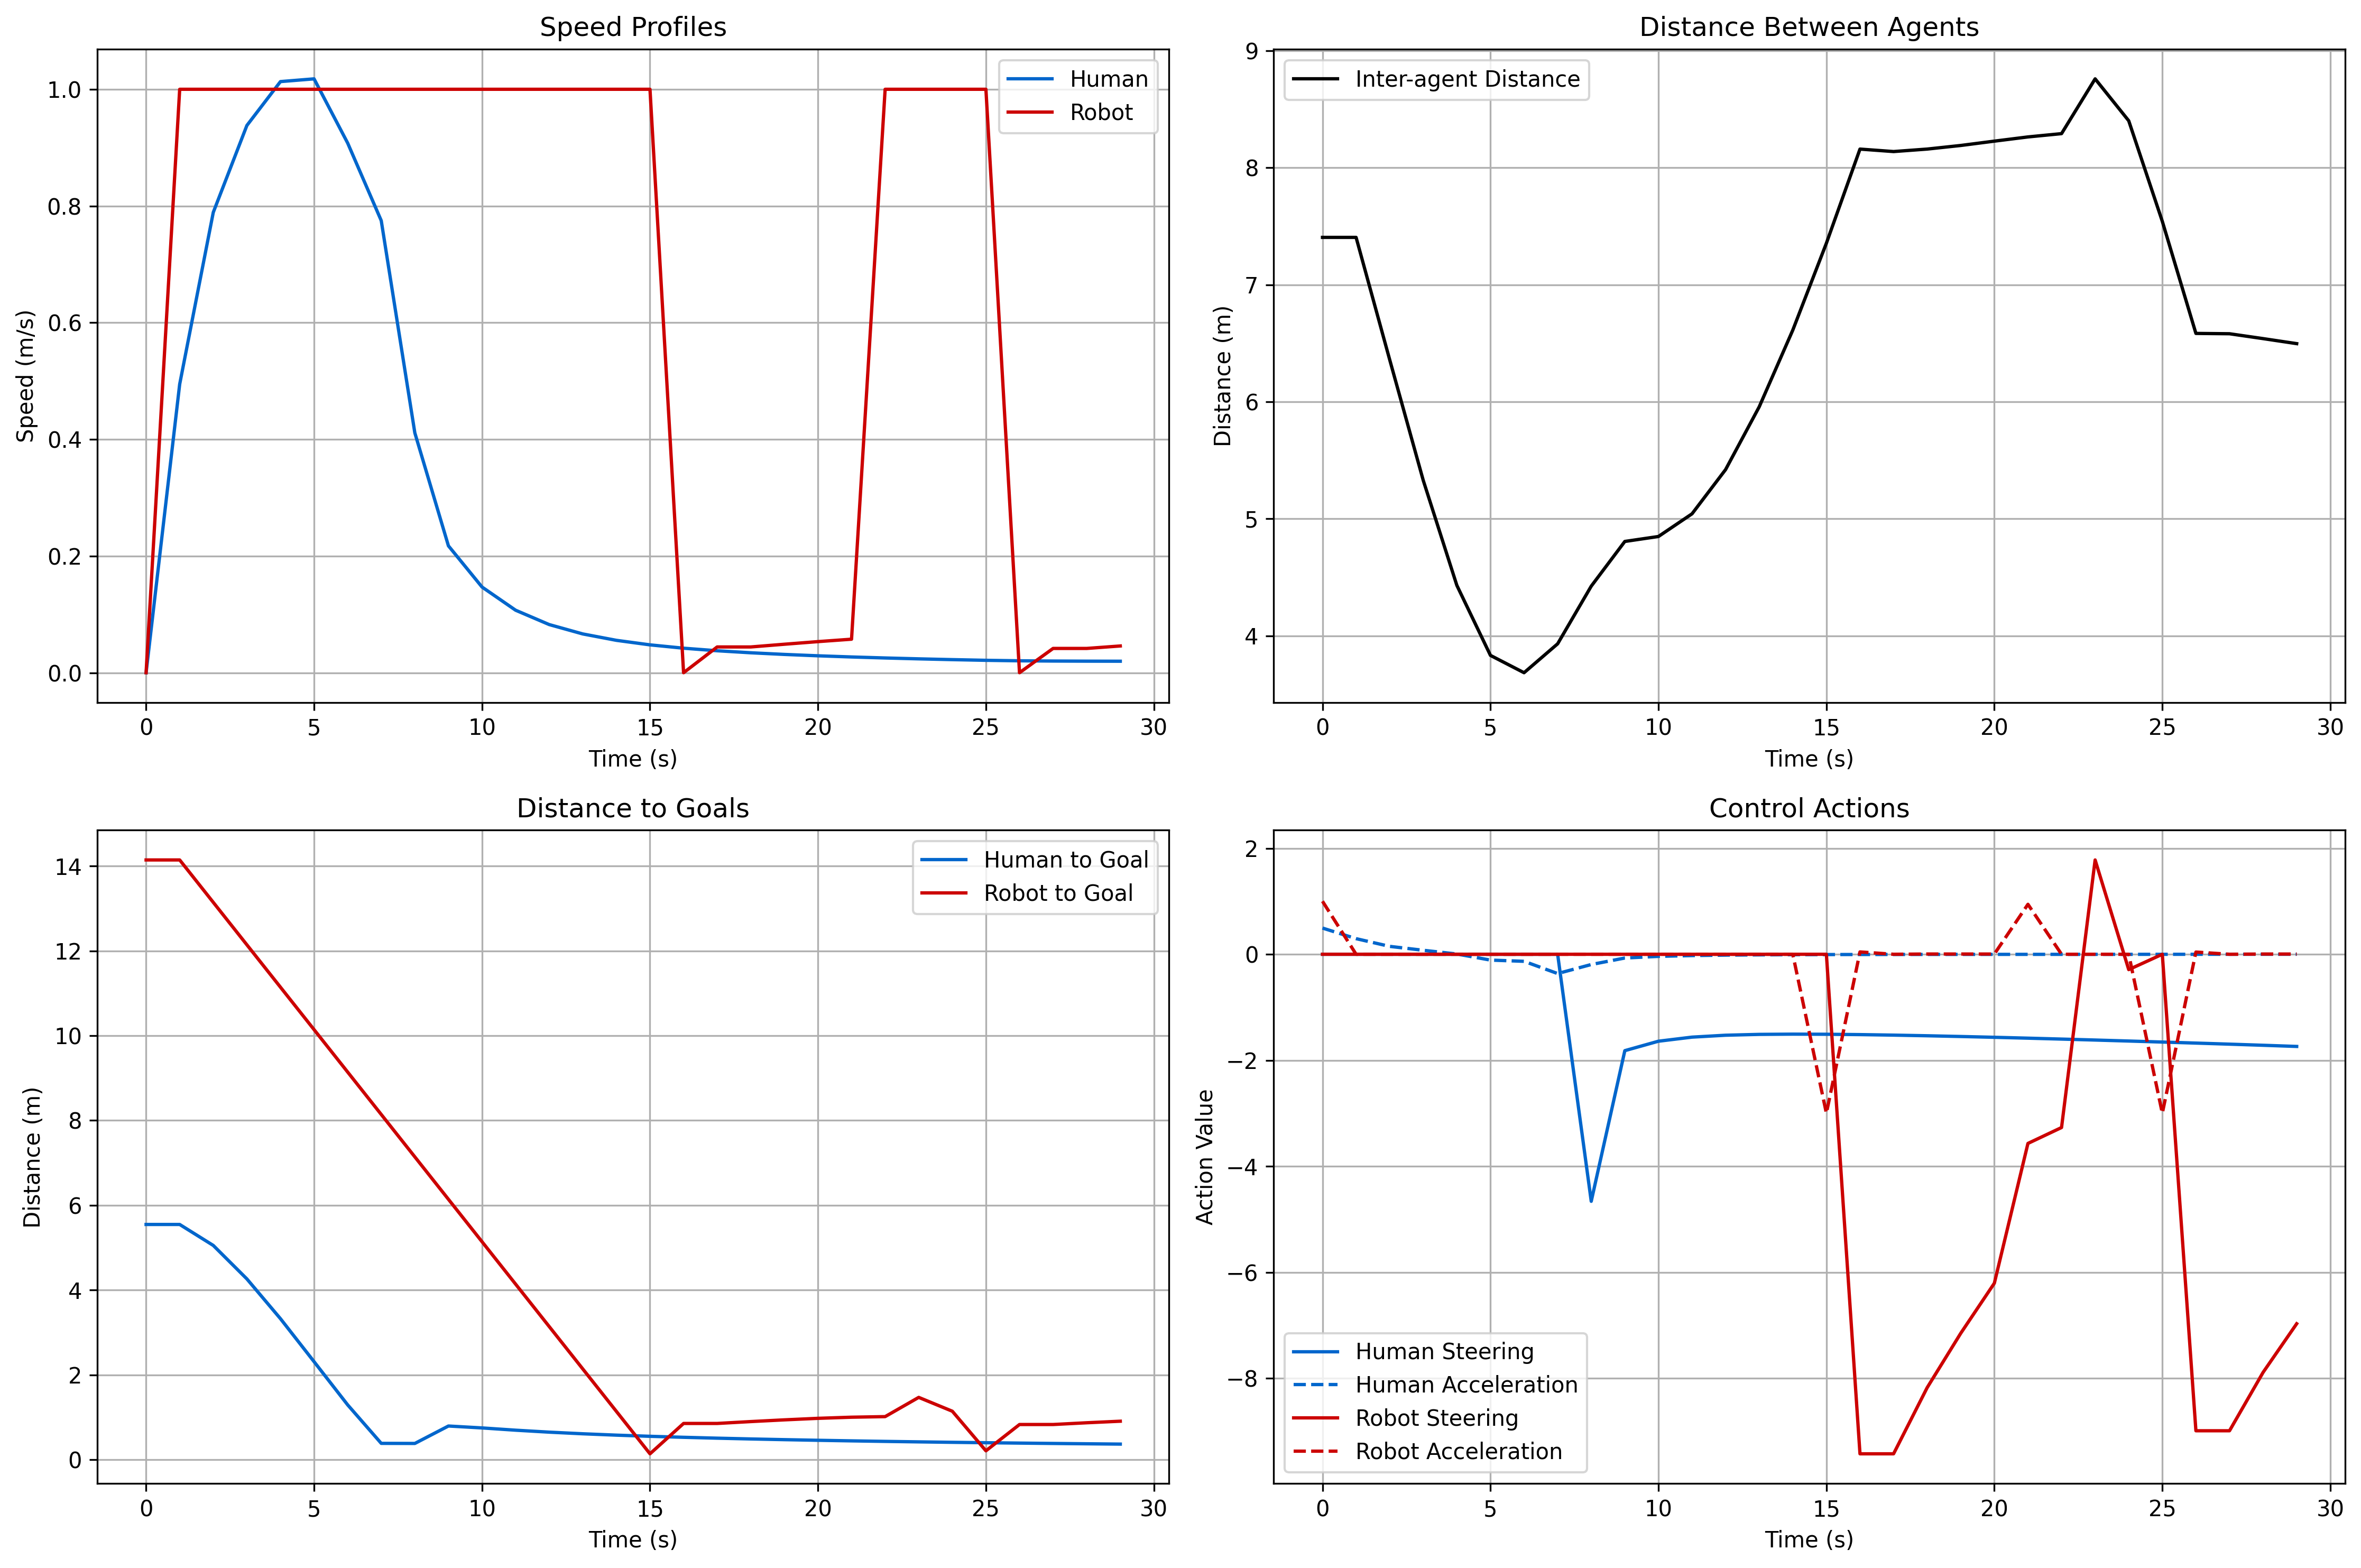 Speed Profiles
Speed (m/s)
1.0
0.8
0.6
0.4
0.2
0.0
Human
Robot
0 5 10 15 20 25 30
Time (s)
Distance Between Agents
Distance (m)
9
8
7
6
5
4
Inter-agent Distance
0 5 10 15 20 25 30
Time (s)
Distance to Goals
Distance (m)
14
12
10
8
6
4
2
0
Human to Goal
Robot to Goal
0 5 10 15 20 25 30
Time (s)
Control Actions
Action Value
2
0
−2
−4
−6
−8
Human Steering
Human Acceleration
Robot Steering
Robot Acceleration
0 5 10 15 20 25 30
Time (s)